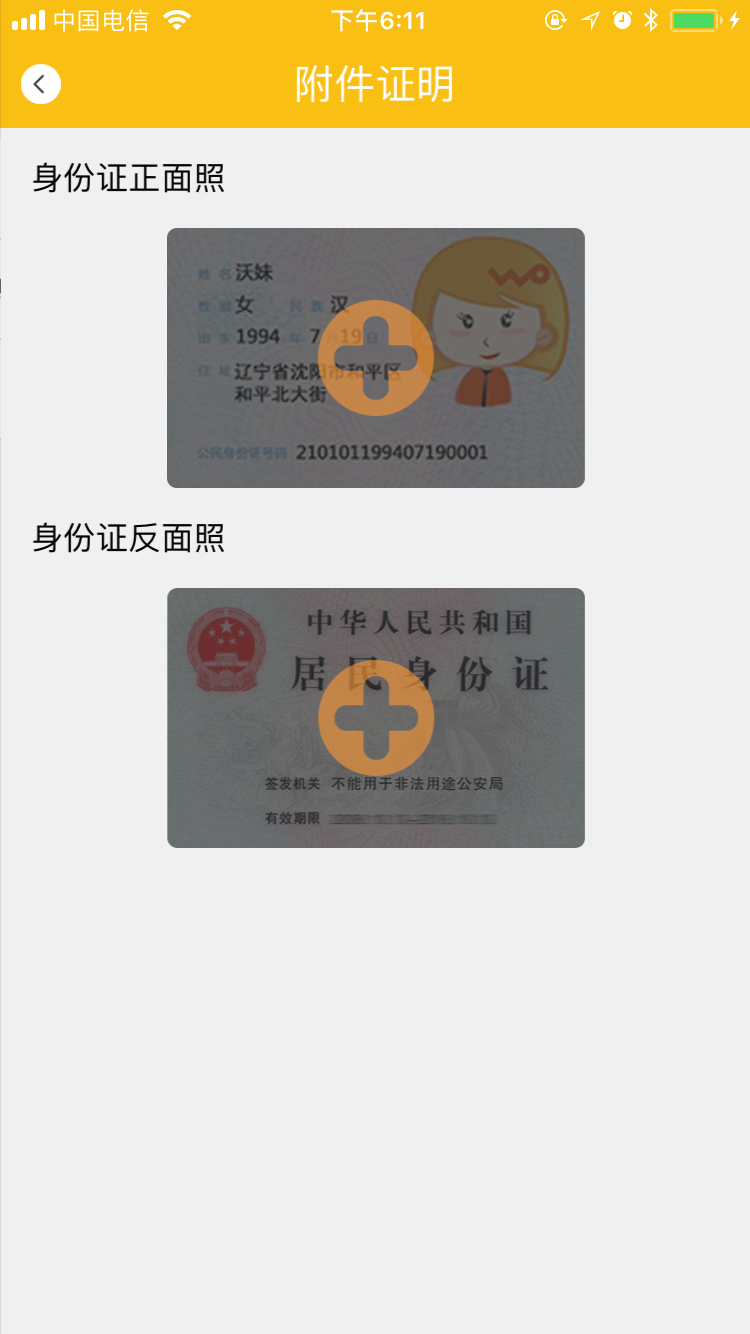 中国电信
下午6:11
附件证明
身份证正面照
姓名 沃妹
性别 女 民族 汉
出生 1994 年 7 月 19 日
住址 辽宁省沈阳市和平区
和平北大街
公民身份证号码 210101199407190001
身份证反面照
中华人民共和国
居民身份证
签发机关 不能用于非法用途公安局
有效期限